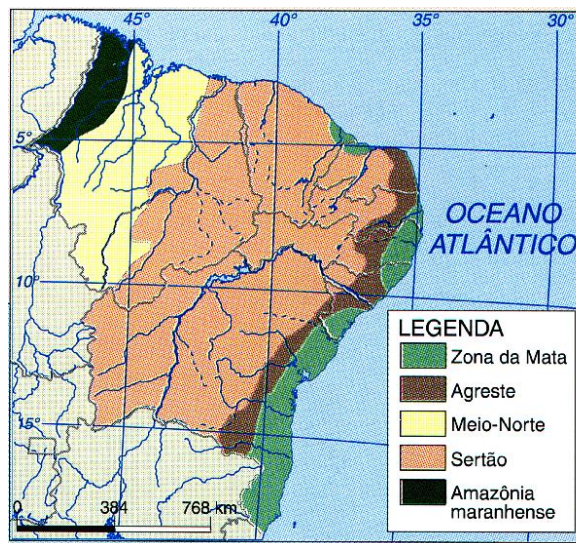 45° 40° 35° 30°
0°
5°
OCEANO
ATLÂNTICO
10°
LEGENDA
Zona da Mata
Agreste
Meio-Norte
15°
Sertão
Amazônia
maranhense
0 384 768 km